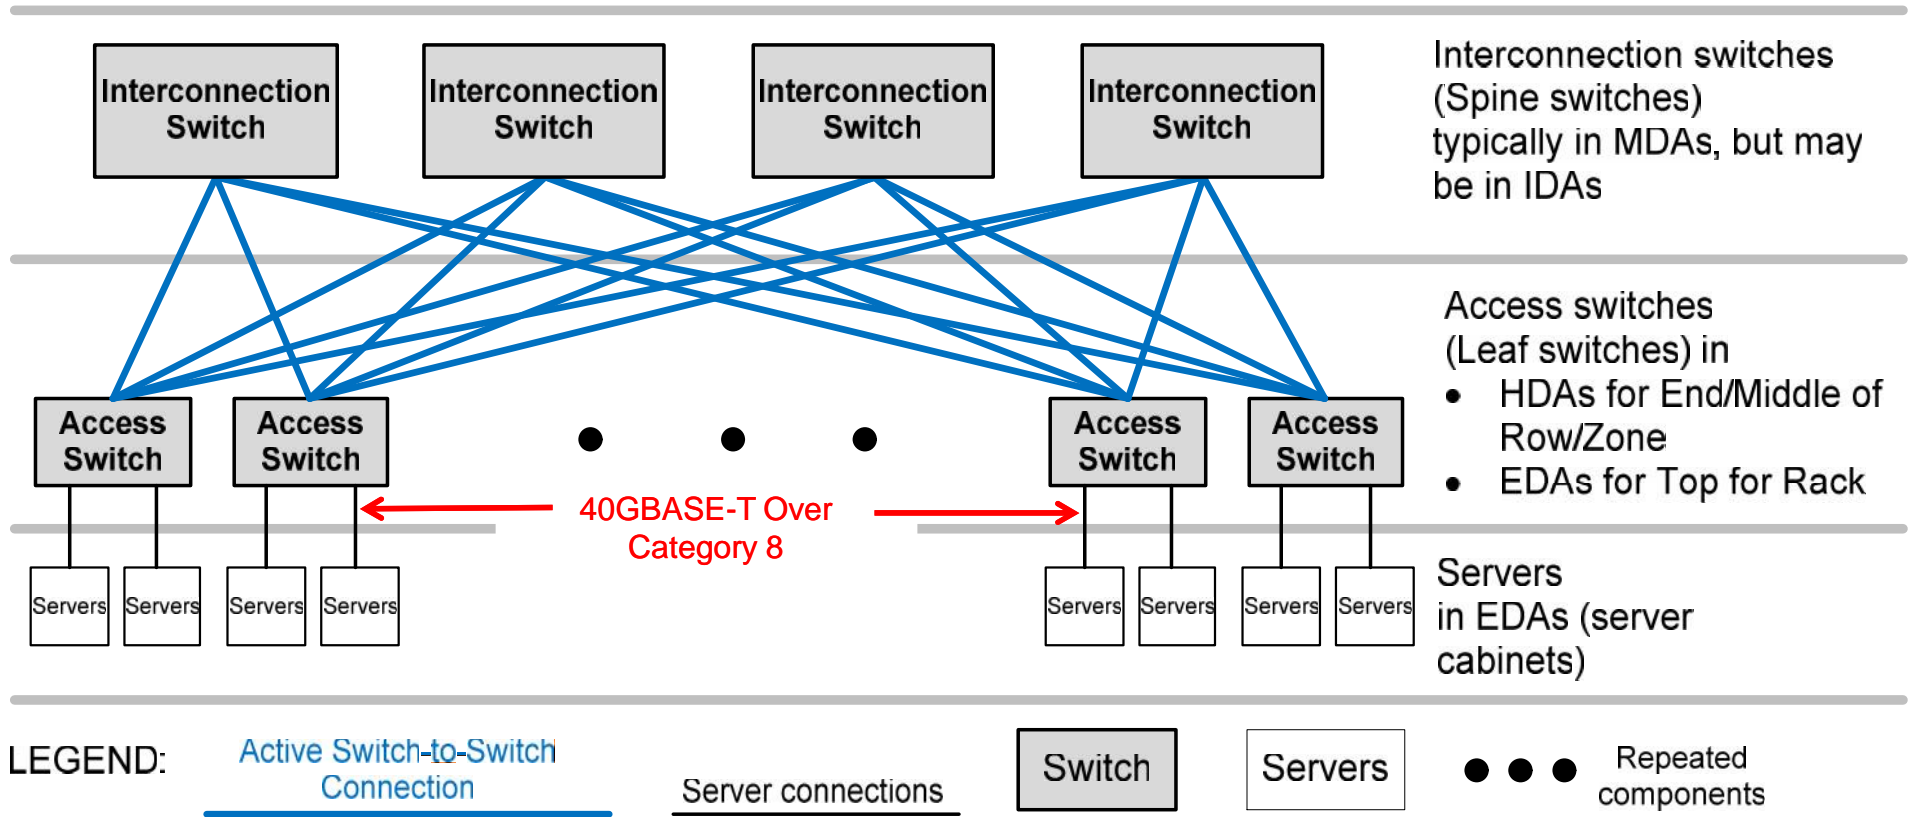 Interconnection
Switch
Interconnection
Switch
Interconnection
Switch
Interconnection
Switch
Interconnection switches
(Spine switches)
typically in MDAs, but may
be in IDAs
Access
Switch
Access
Switch
Access
Switch
Access
Switch
Access switches
(Leaf switches) in
• HDAs for End/Middle of
Row/Zone
• EDAs for Top for Rack
40GBASE-T Over
Category 8
Servers
Servers
Servers
Servers
Servers
Servers
Servers
Servers
Servers
in EDAs (server
cabinets)
LEGEND:
Active Switch-to-Switch
Connection
Server connections
Switch
Servers
Repeated
components